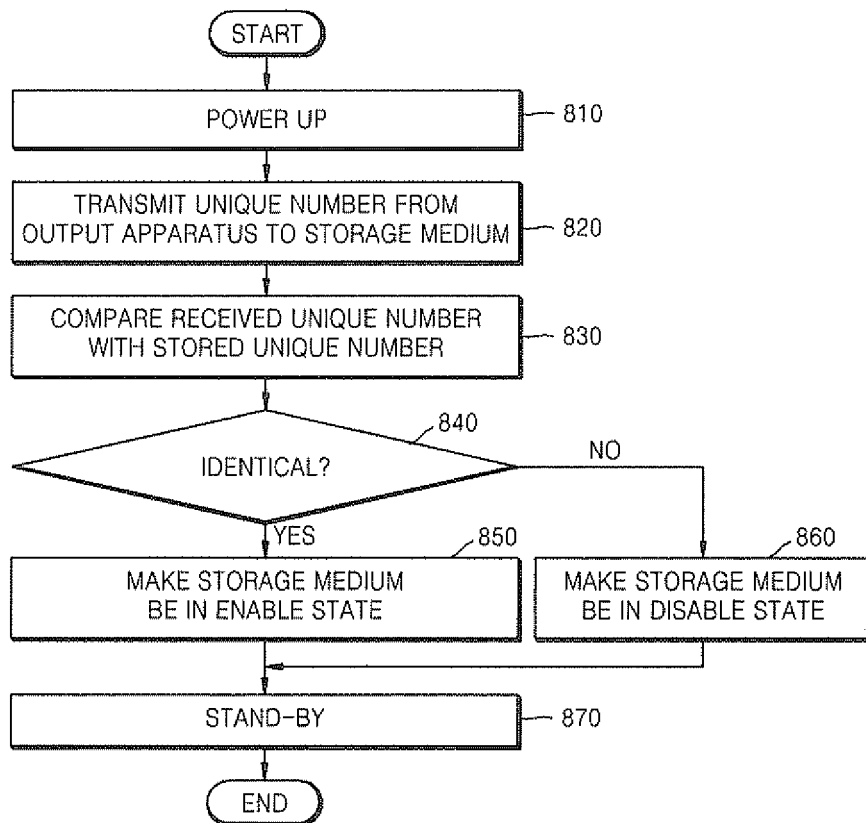 START
POWER UP
810
TRANSMIT UNIQUE NUMBER FROM
OUTPUT APPARATUS TO STORAGE MEDIUM
820
COMPARE RECEIVED UNIQUE NUMBER
WITH STORED UNIQUE NUMBER
830
840
IDENTICAL?
NO
YES
850
MAKE STORAGE MEDIUM
BE IN ENABLE STATE
860
MAKE STORAGE MEDIUM
BE IN DISABLE STATE
STAND-BY
870
END